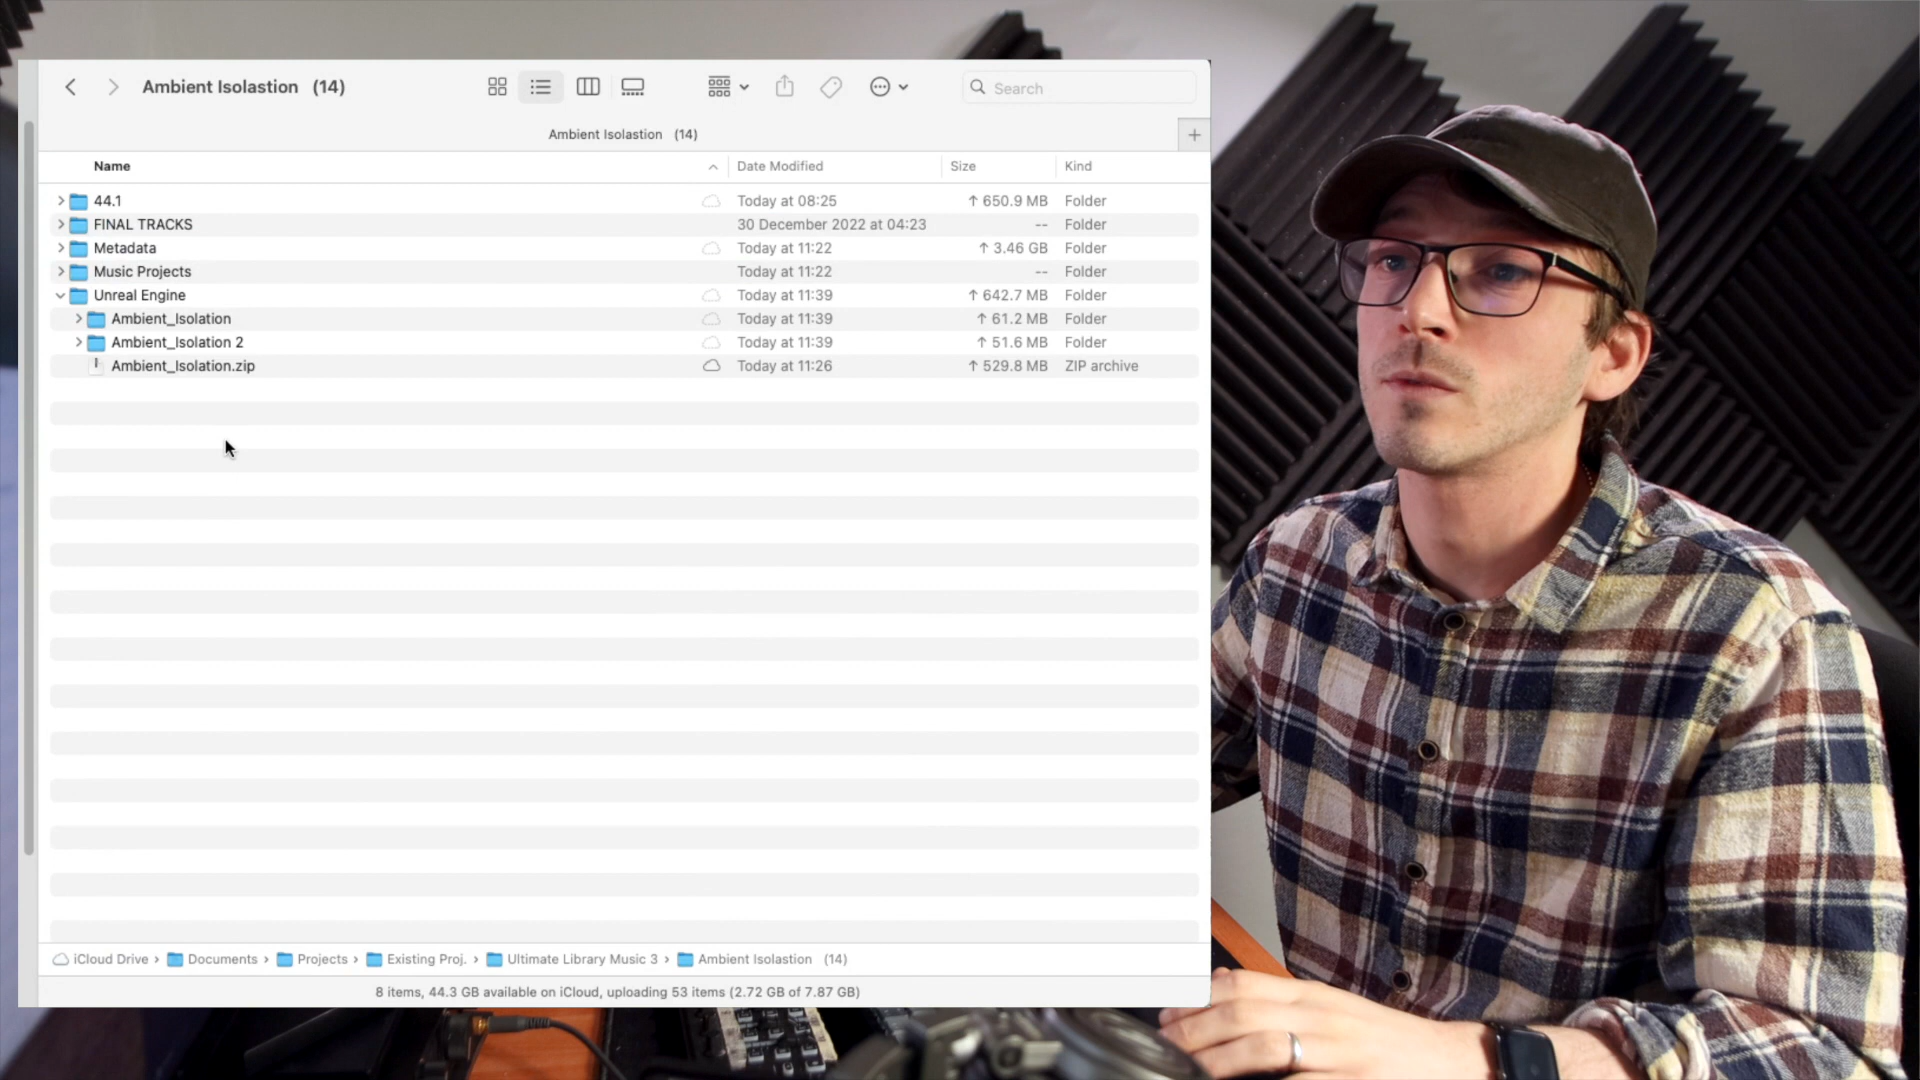 Ambient Isolastion (14)
Search
Ambient Isolastion (14)
+
Name Date Modified Size Kind
44.1 Today at 08:25 ↑ 650.9 MB Folder
FINAL TRACKS 30 December 2022 at 04:23 -- Folder
Metadata Today at 11:22 ↑ 3.46 GB Folder
Music Projects Today at 11:22 -- Folder
Unreal Engine Today at 11:39 ↑ 642.7 MB Folder
Ambient_Isolation Today at 11:39 ↑ 61.2 MB Folder
Ambient_Isolation 2 Today at 11:39 ↑ 51.6 MB Folder
Ambient_Isolation.zip Today at 11:26 ↑ 529.8 MB ZIP archive
iCloud Drive › Documents › Projects › Existing Proj. › Ultimate Library Music 3 › Ambient Isolastion (14)
8 items, 44.3 GB available on iCloud, uploading 53 items (2.72 GB of 7.87 GB)